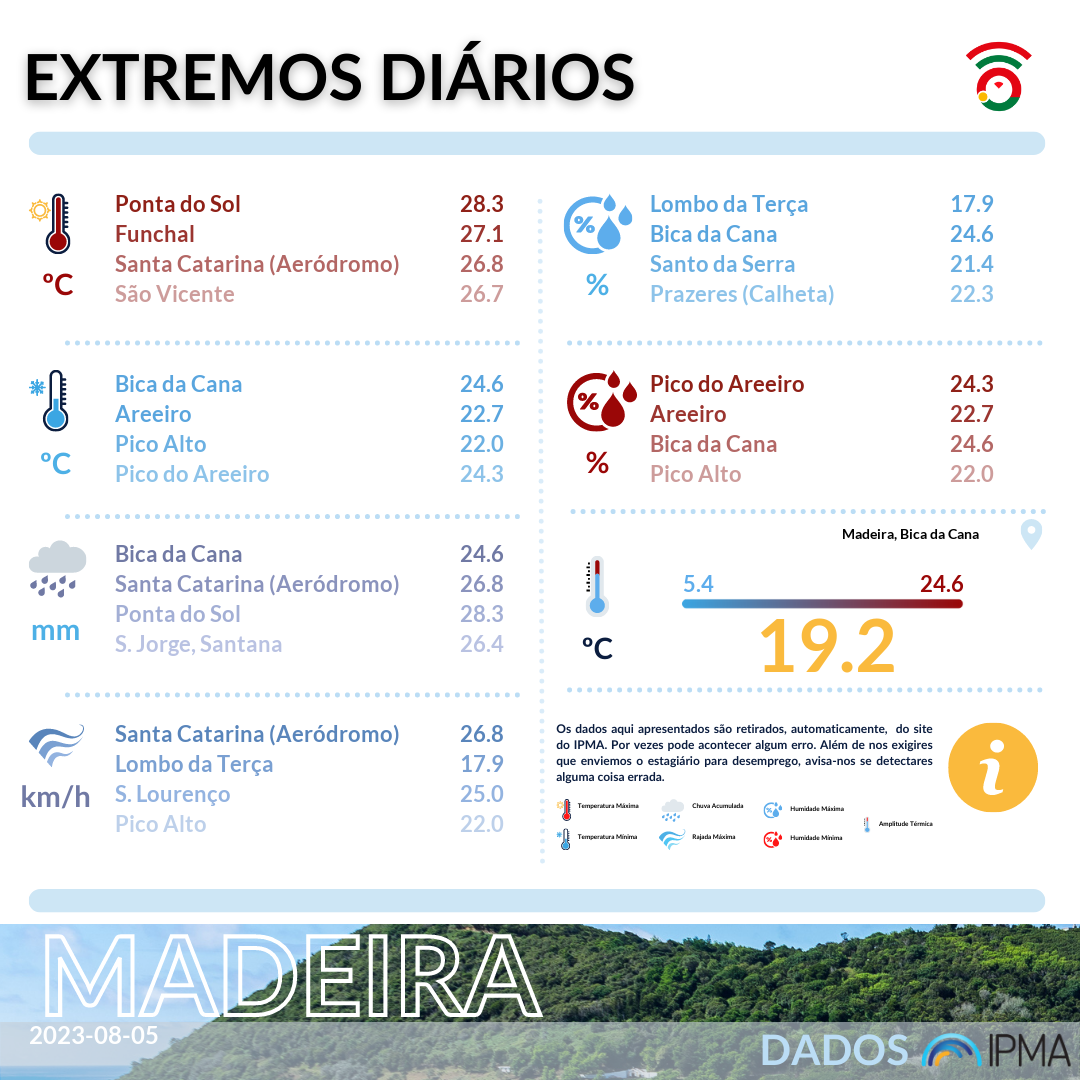 EXTREMOS DIÁRIOS
Ponta do Sol 28.3
Funchal 27.1
Santa Catarina (Aeródromo) 26.8
São Vicente 26.7
ºC
Bica da Cana 24.6
Areeiro 22.7
Pico Alto 22.0
Pico do Areeiro 24.3
ºC
Bica da Cana 24.6
Santa Catarina (Aeródromo) 26.8
Ponta do Sol 28.3
S. Jorge, Santana 26.4
mm
Santa Catarina (Aeródromo) 26.8
Lombo da Terça 17.9
S. Lourenço 25.0
Pico Alto 22.0
km/h
%
Lombo da Terça 17.9
Bica da Cana 24.6
Santo da Serra 21.4
Prazeres (Calheta) 22.3
%
%
Pico do Areeiro 24.3
Areeiro 22.7
Bica da Cana 24.6
Pico Alto 22.0
%
Madeira, Bica da Cana
5.4 24.6
19.2
ºC
Os dados aqui apresentados são retirados, automaticamente, do site
do IPMA. Por vezes pode acontecer algum erro. Além de nos exigires
que enviemos o estagiário para desemprego, avisa-nos se detectares
alguma coisa errada.
i
Temperatura Máxima Chuva Acumulada Humidade Máxima
Amplitude Térmica
Temperatura Mínima Rajada Máxima Humidade Mínima
MADEIRA
2023-08-05
DADOS IPMA